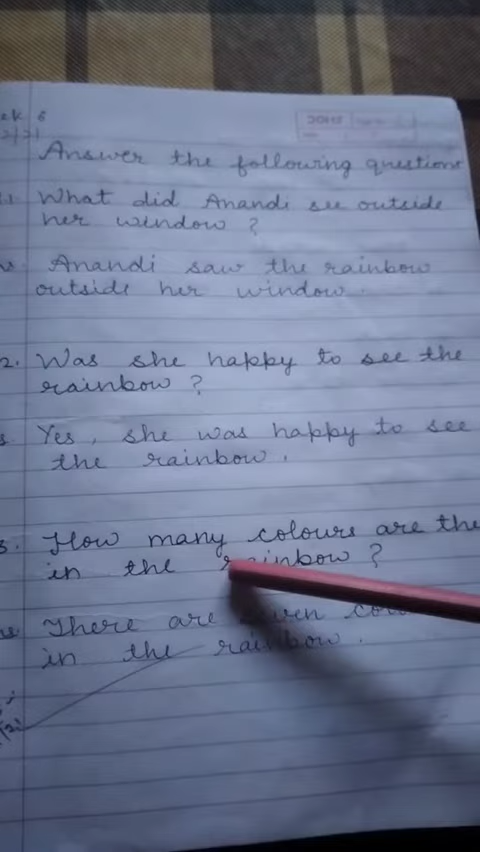 6
Answer the following question
What did Anandi see outside
her window ?
Anandi saw the rainbow
outside her window.
2. Was she happy to see the
rainbow ?
Yes, she was happy to see
the rainbow.
3. How many colours are the
in the rainbow ?
There are
in the rainbow.